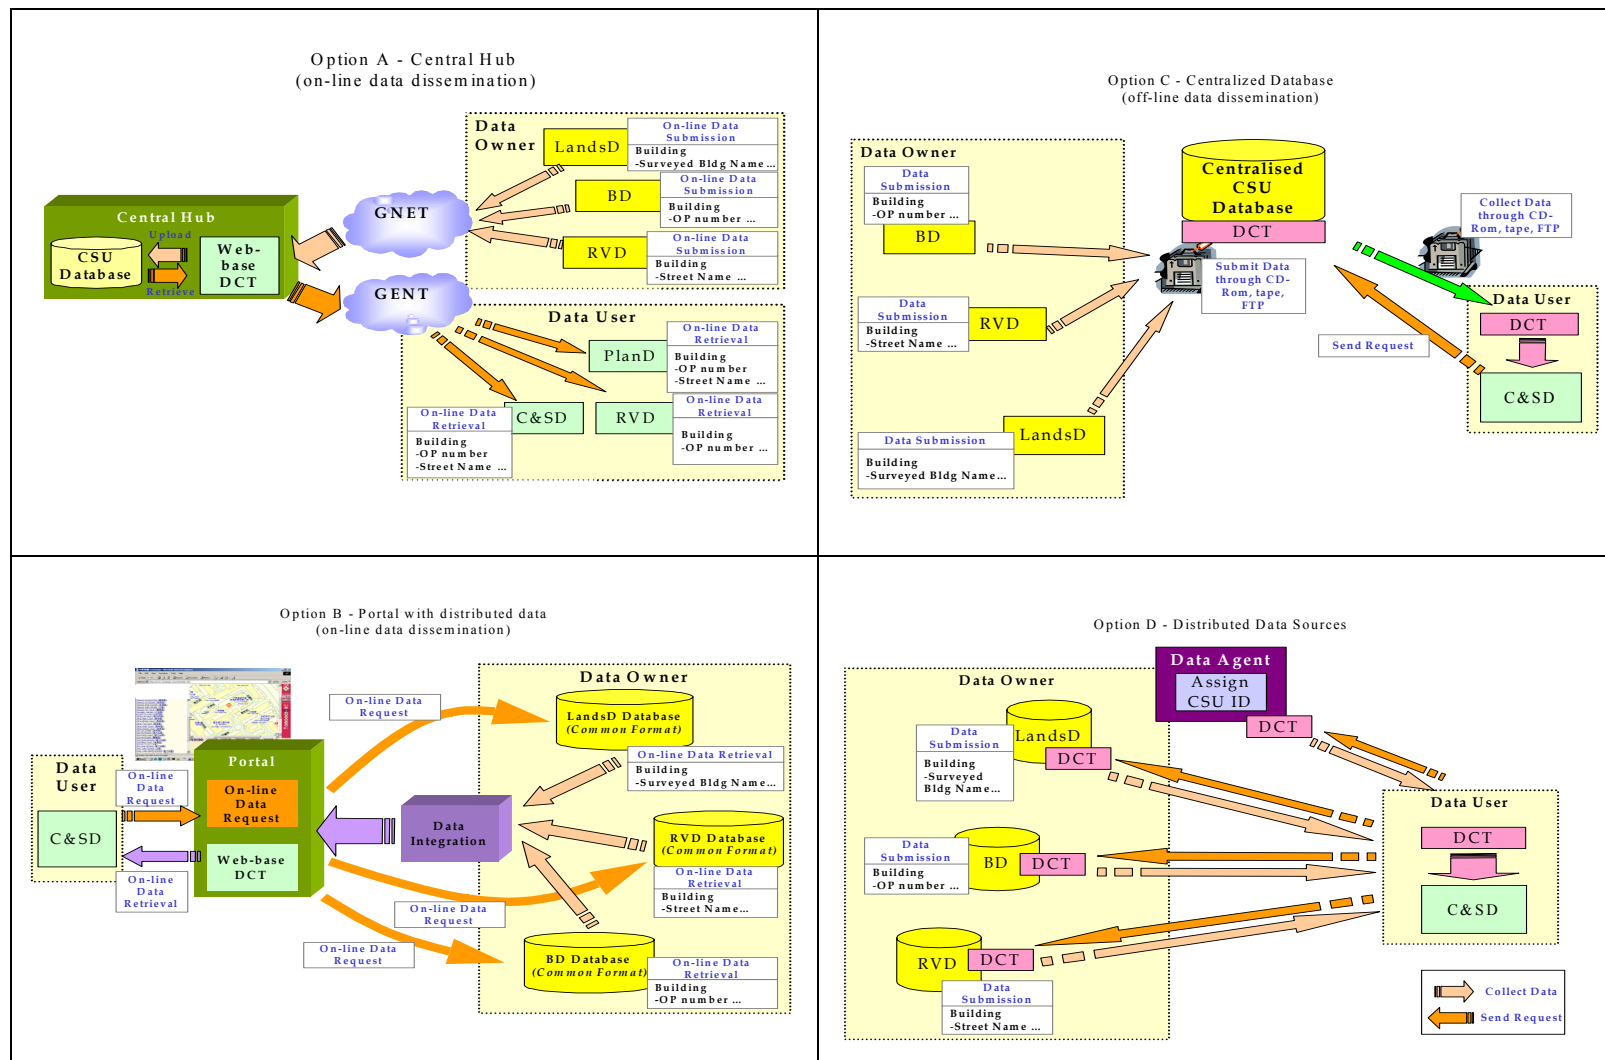 Option A - Central Hub
(on-line data dissemination)
Data
Owner
LandsD
On-line Data
Submission
Building
-Surveyed Bldg Name...
BD
On-line Data
Submission
Building
-OP number ...
RVD
On-line Data
Submission
Building
-Street Name ...
GNET
Central Hub
Upload
CSU
Database
Retrieve
Web-
base
DCT
GENT
Data User
PlanD
On-line Data
Retrieval
Building
-OP number
-Street Name ...
On-line Data
Retrieval
Building
-OP number
-Street Name ...
C&SD
RVD
On-line Data
Retrieval
Building
-OP number ...
Option C - Centralized Database
(off-line data dissemination)
Data Owner
Data
Submission
Building
-OP number ...
BD
Data
Submission
Building
-Street Name ...
RVD
Data Submission
Building
-Surveyed Bldg Name...
LandsD
Centralised
CSU
Database
DCT
Submit Data
through CD-
Rom, tape,
FTP
Collect Data
through CD-
Rom, tape, FTP
Send Request
Data User
DCT
C&SD
Option B - Portal with distributed data
(on-line data dissemination)
Data
User
C&SD
On-line
Data
Request
On-line
Data
Retrieval
Portal
On-line
Data
Request
Web-base
DCT
On-line Data
Request
On-line Data
Request
On-line Data
Request
Data
Integration
Data Owner
LandsD Database
(Common Format)
On-line Data Retrieval
Building
-Surveyed Bldg Name...
RVD Database
(Common Format)
On-line Data
Retrieval
Building
-Street Name...
BD Database
(Common Format)
On-line Data
Retrieval
Building
-OP number ...
Option D - Distributed Data Sources
Data Agent
Assign
CSU ID
DCT
Data Owner
LandsD
DCT
Data
Submission
Building
-Surveyed
Bldg Name...
BD
DCT
Data
Submission
Building
-OP number ...
RVD
DCT
Data
Submission
Building
-Street Name ...
Data User
DCT
C&SD
Collect Data
Send Request